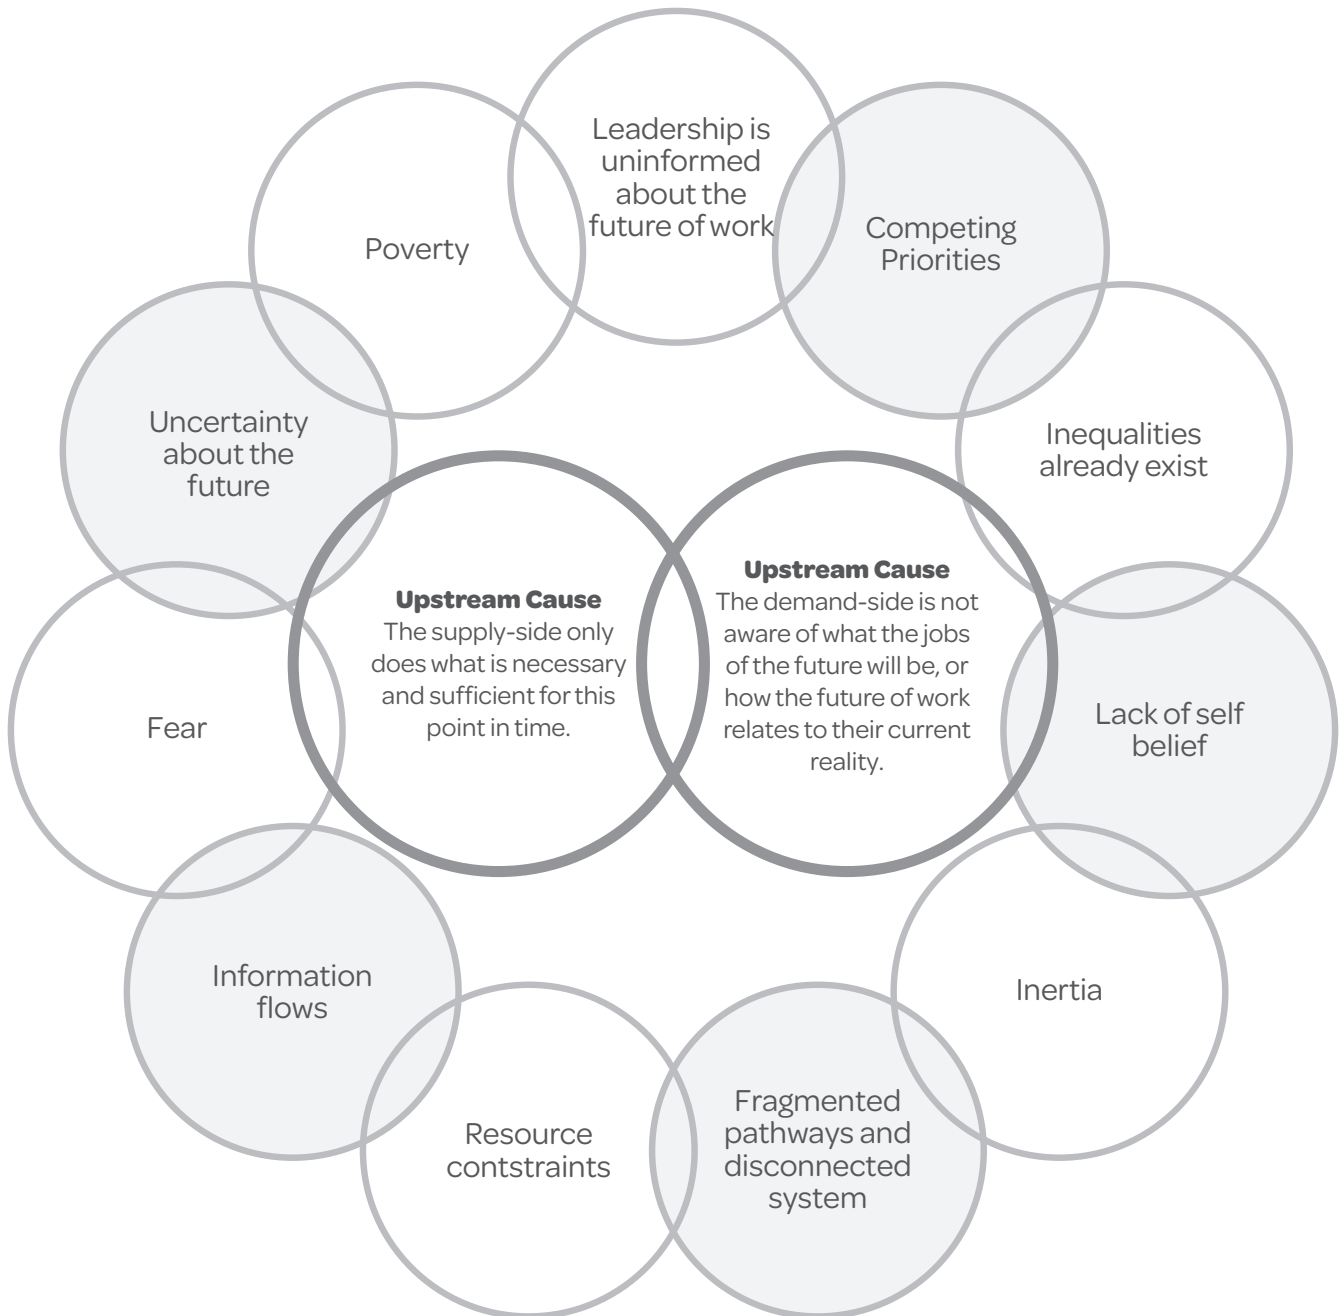 Leadership is
uninformed
about the
future of work
Poverty
Competing
Priorities
Uncertainty
about the
future
Inequalities
already exist
Upstream Cause
The supply-side only
does what is necessary
and sufficient for this
point in time.
Upstream Cause
The demand-side is not
aware of what the jobs
of the future will be, or
how the future of work
relates to their current
reality.
Fear
Lack of self
belief
Information
flows
Inertia
Resource
contstraints
Fragmented
pathways and
disconnected
system